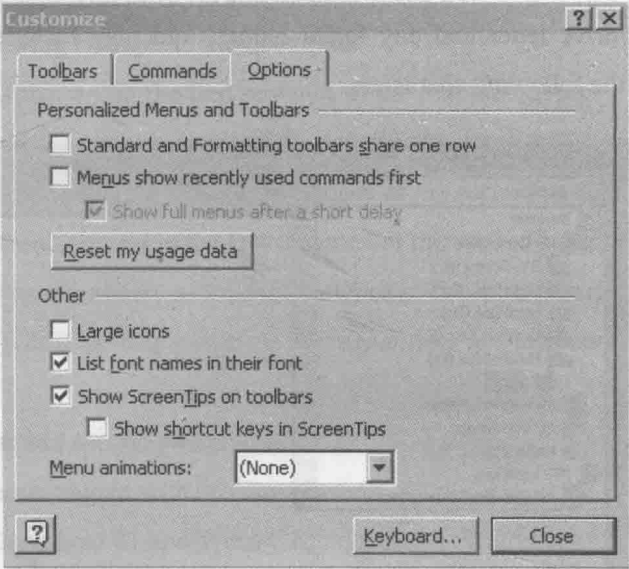 Customize
Toolbars Commands Options
Personalized Menus and Toolbars
Standard and Formatting toolbars share one row
Menus show recently used commands first
Show full menus after a short delay
Reset my usage data
Other
Large icons
List font names in their font
Show ScreenTips on toolbars
Show shortcut keys in ScreenTips
Menu animations: (None)
Keyboard... Close